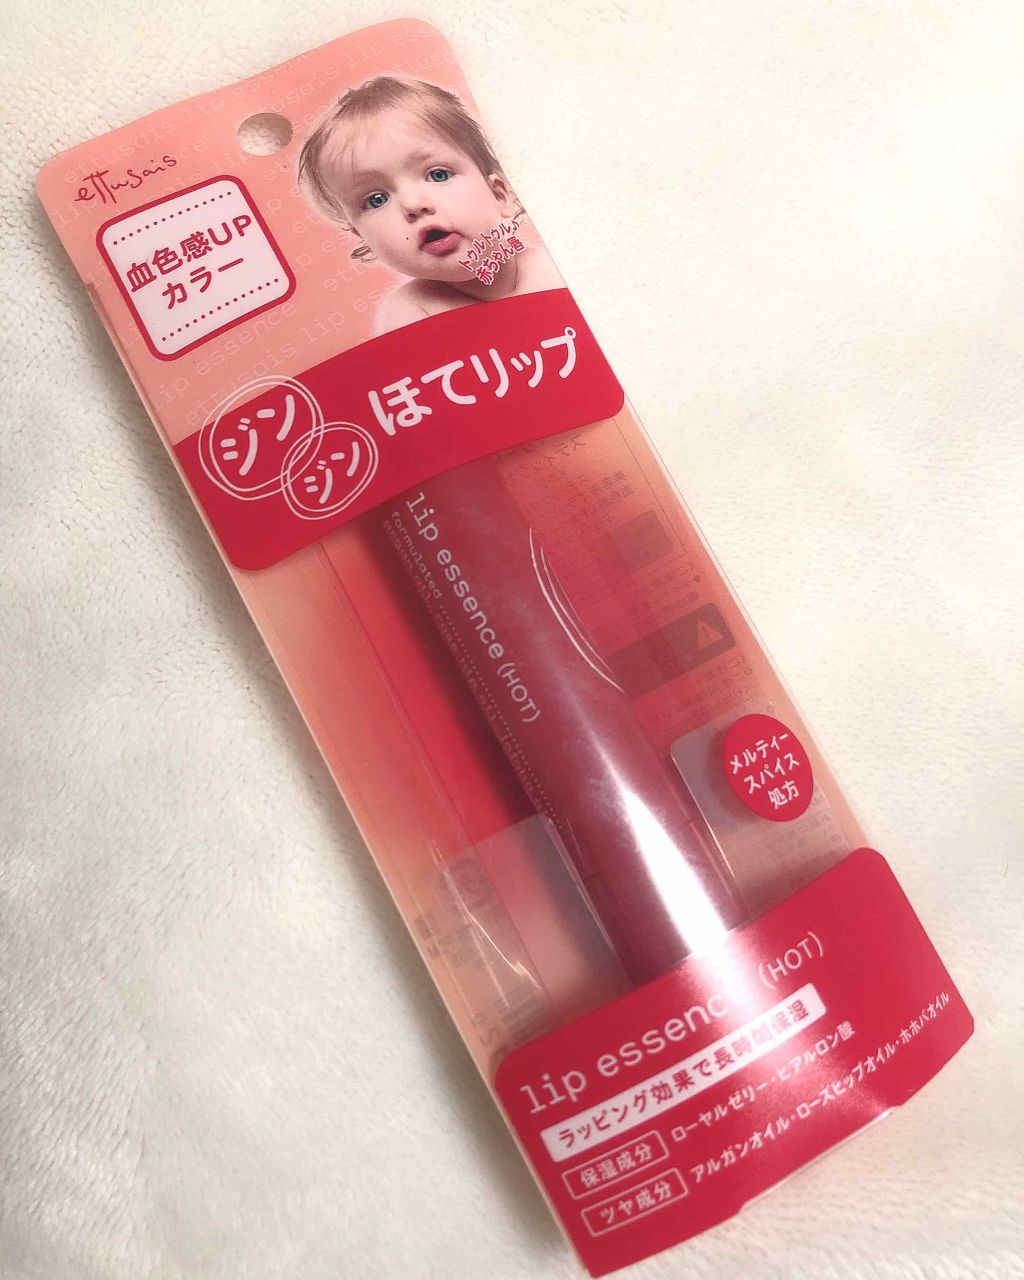 ettusais
血色感UP
カラー
トゥルトゥル♪
赤ちゃん唇
ジン
ジン
ほてリップ
lip essence (HOT)
formulated
メルティー
スパイス
処方
lip essence (HOT)
ラッピング効果で長時間保湿
保湿成分 ローヤルゼリー・ヒアルロン酸
ツヤ成分 アルガンオイル・ローズヒップオイル・ホホバオイル